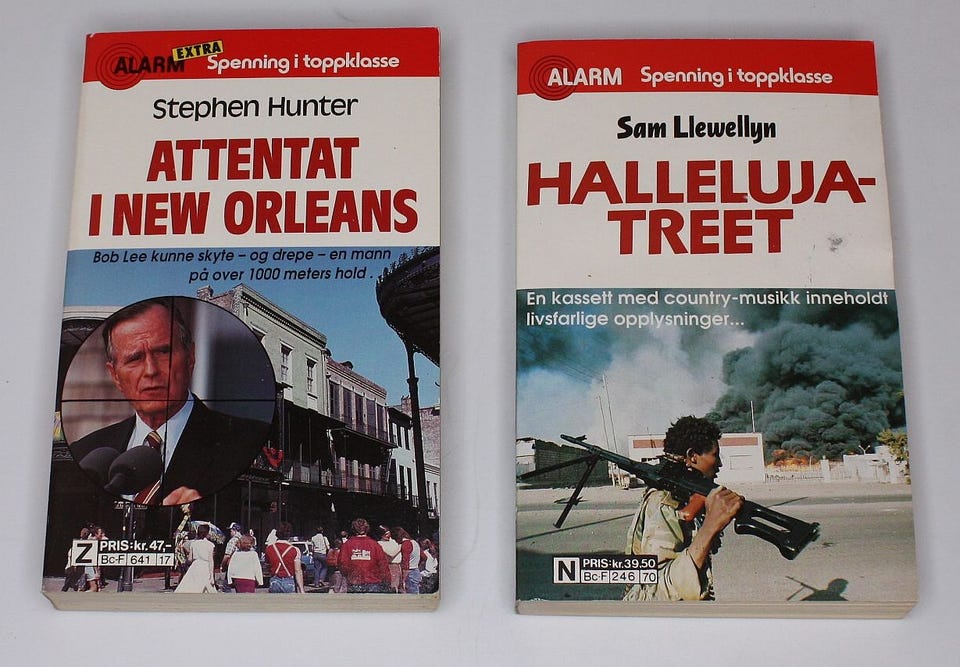 ALARM EXTRA Spenning i toppklasse
Stephen Hunter
ATTENTAT
I NEW ORLEANS
Bob Lee kunne skyte – og drepe – en mann
på over 1000 meters hold .
Z PRIS:kr. 47,-
Bc-F 641 17
ALARM Spenning i toppklasse
Sam Llewellyn
HALLELUJA-
TREET
En kassett med country-musikk inneholdt
livsfarlige opplysninger...
N PRIS: kr. 39.50
Bc-F 246 70